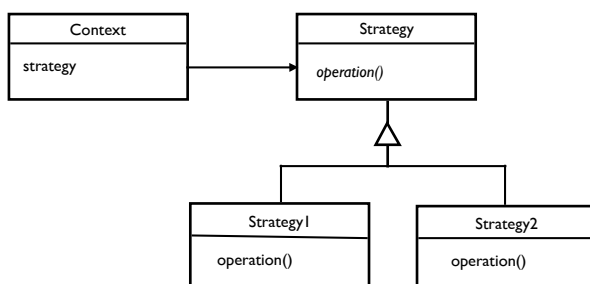 Context
strategy
Strategy
operation()
Strategy1
operation()
Strategy2
operation()